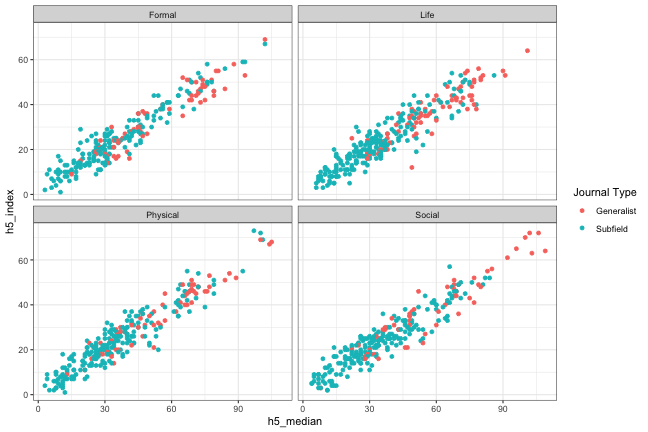 Formal
Life
60
40
20
0
Physical
Social
60
40
20
0
0
30
60
90
0
30
60
90
h5_median
h5_index
Journal Type
Generalist
Subfield